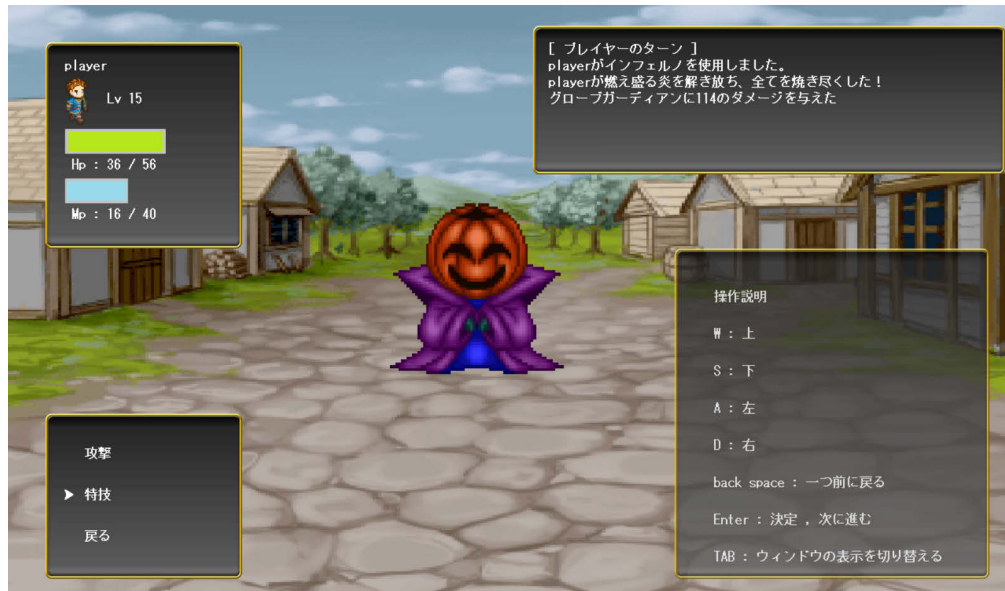 player
Lv 15
Hp : 36 / 56
Mp : 16 / 40
[ プレイヤーのターン ]
playerがインフェルノを使用しました。
playerが燃え盛る炎を解き放ち、全てを焼き尽くした！
グローブガーディアンに114のダメージを与えた
攻撃
特技
戻る
操作説明
W : 上
S : 下
A : 左
D : 右
back space : 一つ前に戻る
Enter : 決定 , 次に進む
TAB : ウィンドウの表示を切り替える